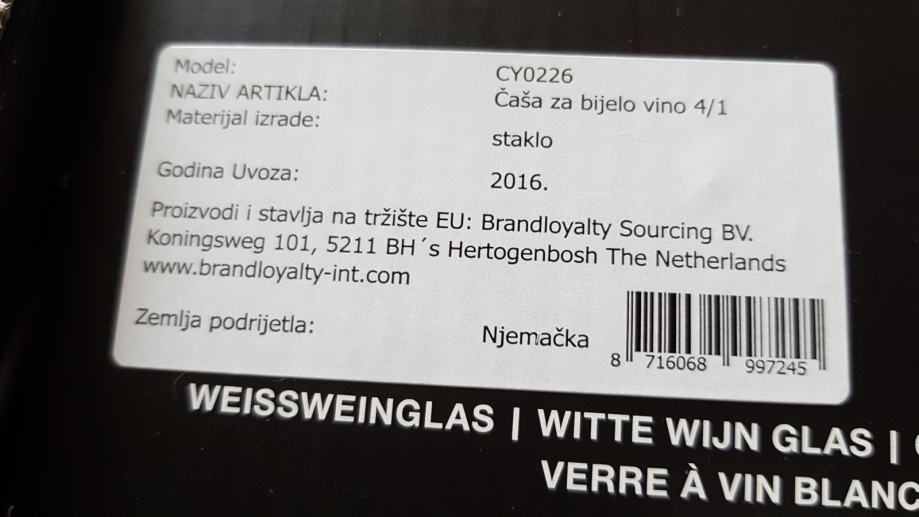 Model: CY0226
NAZIV ARTIKLA: Čaša za bijelo vino 4/1
Materijal izrade: staklo
Godina Uvoza: 2016.
Proizvodi i stavlja na tržište EU: Brandloyalty Sourcing BV.
Koningsweg 101, 5211 BH´s Hertogenbosh The Netherlands
www.brandloyalty-int.com
Zemlja podrijetla: Njemačka
8 716068 997245
WEISSWEINGLAS | WITTE WIJN GLAS |
VERRE À VIN BLANC